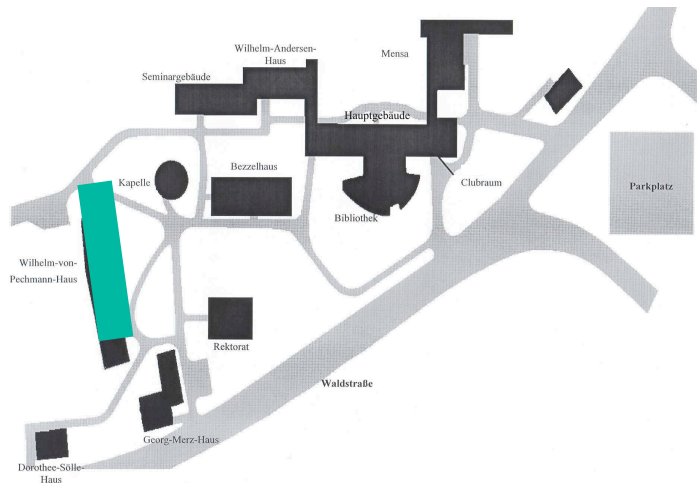 Wilhelm-Andersen-
Haus
Mensa
Seminargebäude
Hauptgebäude
Kapelle
Bezzelhaus
Clubraum
Parkplatz
Bibliothek
Wilhelm-von-
Pechmann-Haus
Rektorat
Waldstraße
Georg-Merz-Haus
Dorothee-Sölle-
Haus